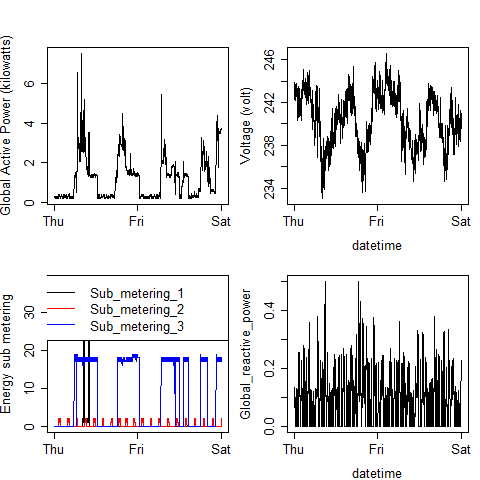 Global Active Power (kilowatts)
0 2 4 6
Thu Fri Sat
Voltage (volt)
234 238 242 246
Thu Fri Sat
datetime
Energy sub metering
0 10 20 30
Sub_metering_1
Sub_metering_2
Sub_metering_3
Thu Fri Sat
Global_reactive_power
0.0 0.2 0.4
Thu Fri Sat
datetime